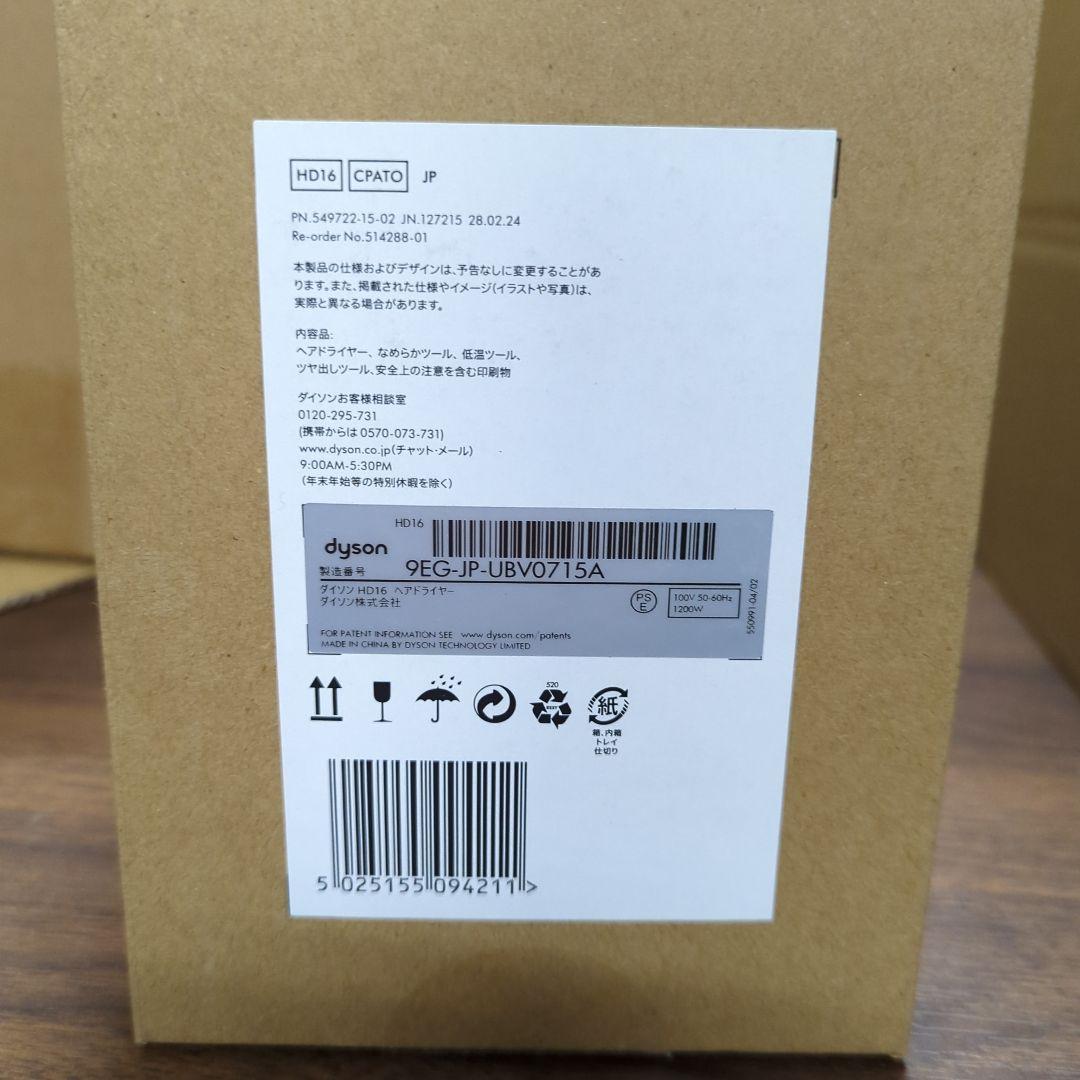 HD16 CPATO JP
PN.549722-15-02 JN.127215 28.02.24
Re-order No.514288-01
本製品の仕様およびデザインは、予告なしに変更することがあ
ります。また、掲載された仕様やイメージ(イラストや写真)は、
実際と異なる場合があります。
内容品:
ヘアドライヤー、なめらかツール、低温ツール、
ツヤ出しツール、安全上の注意を含む印刷物
ダイソンお客様相談室
0120-295-731
(携帯からは 0570-073-731)
www.dyson.co.jp(チャット・メール)
9:00AM-5:30PM
(年末年始等の特別休暇を除く)
HD16
dyson
製造番号 9EG-JP-UBV0715A
ダイソン HD16 ヘアドライヤー
ダイソン株式会社
PS
E
100V 50-60Hz
1200W
550991-04/02
FOR PATENT INFORMATION SEE www.dyson.com/patents
MADE IN CHINA BY DYSON TECHNOLOGY LIMITED
520
紙
箱、内箱
トレイ
仕切り
5 025155 094211 >